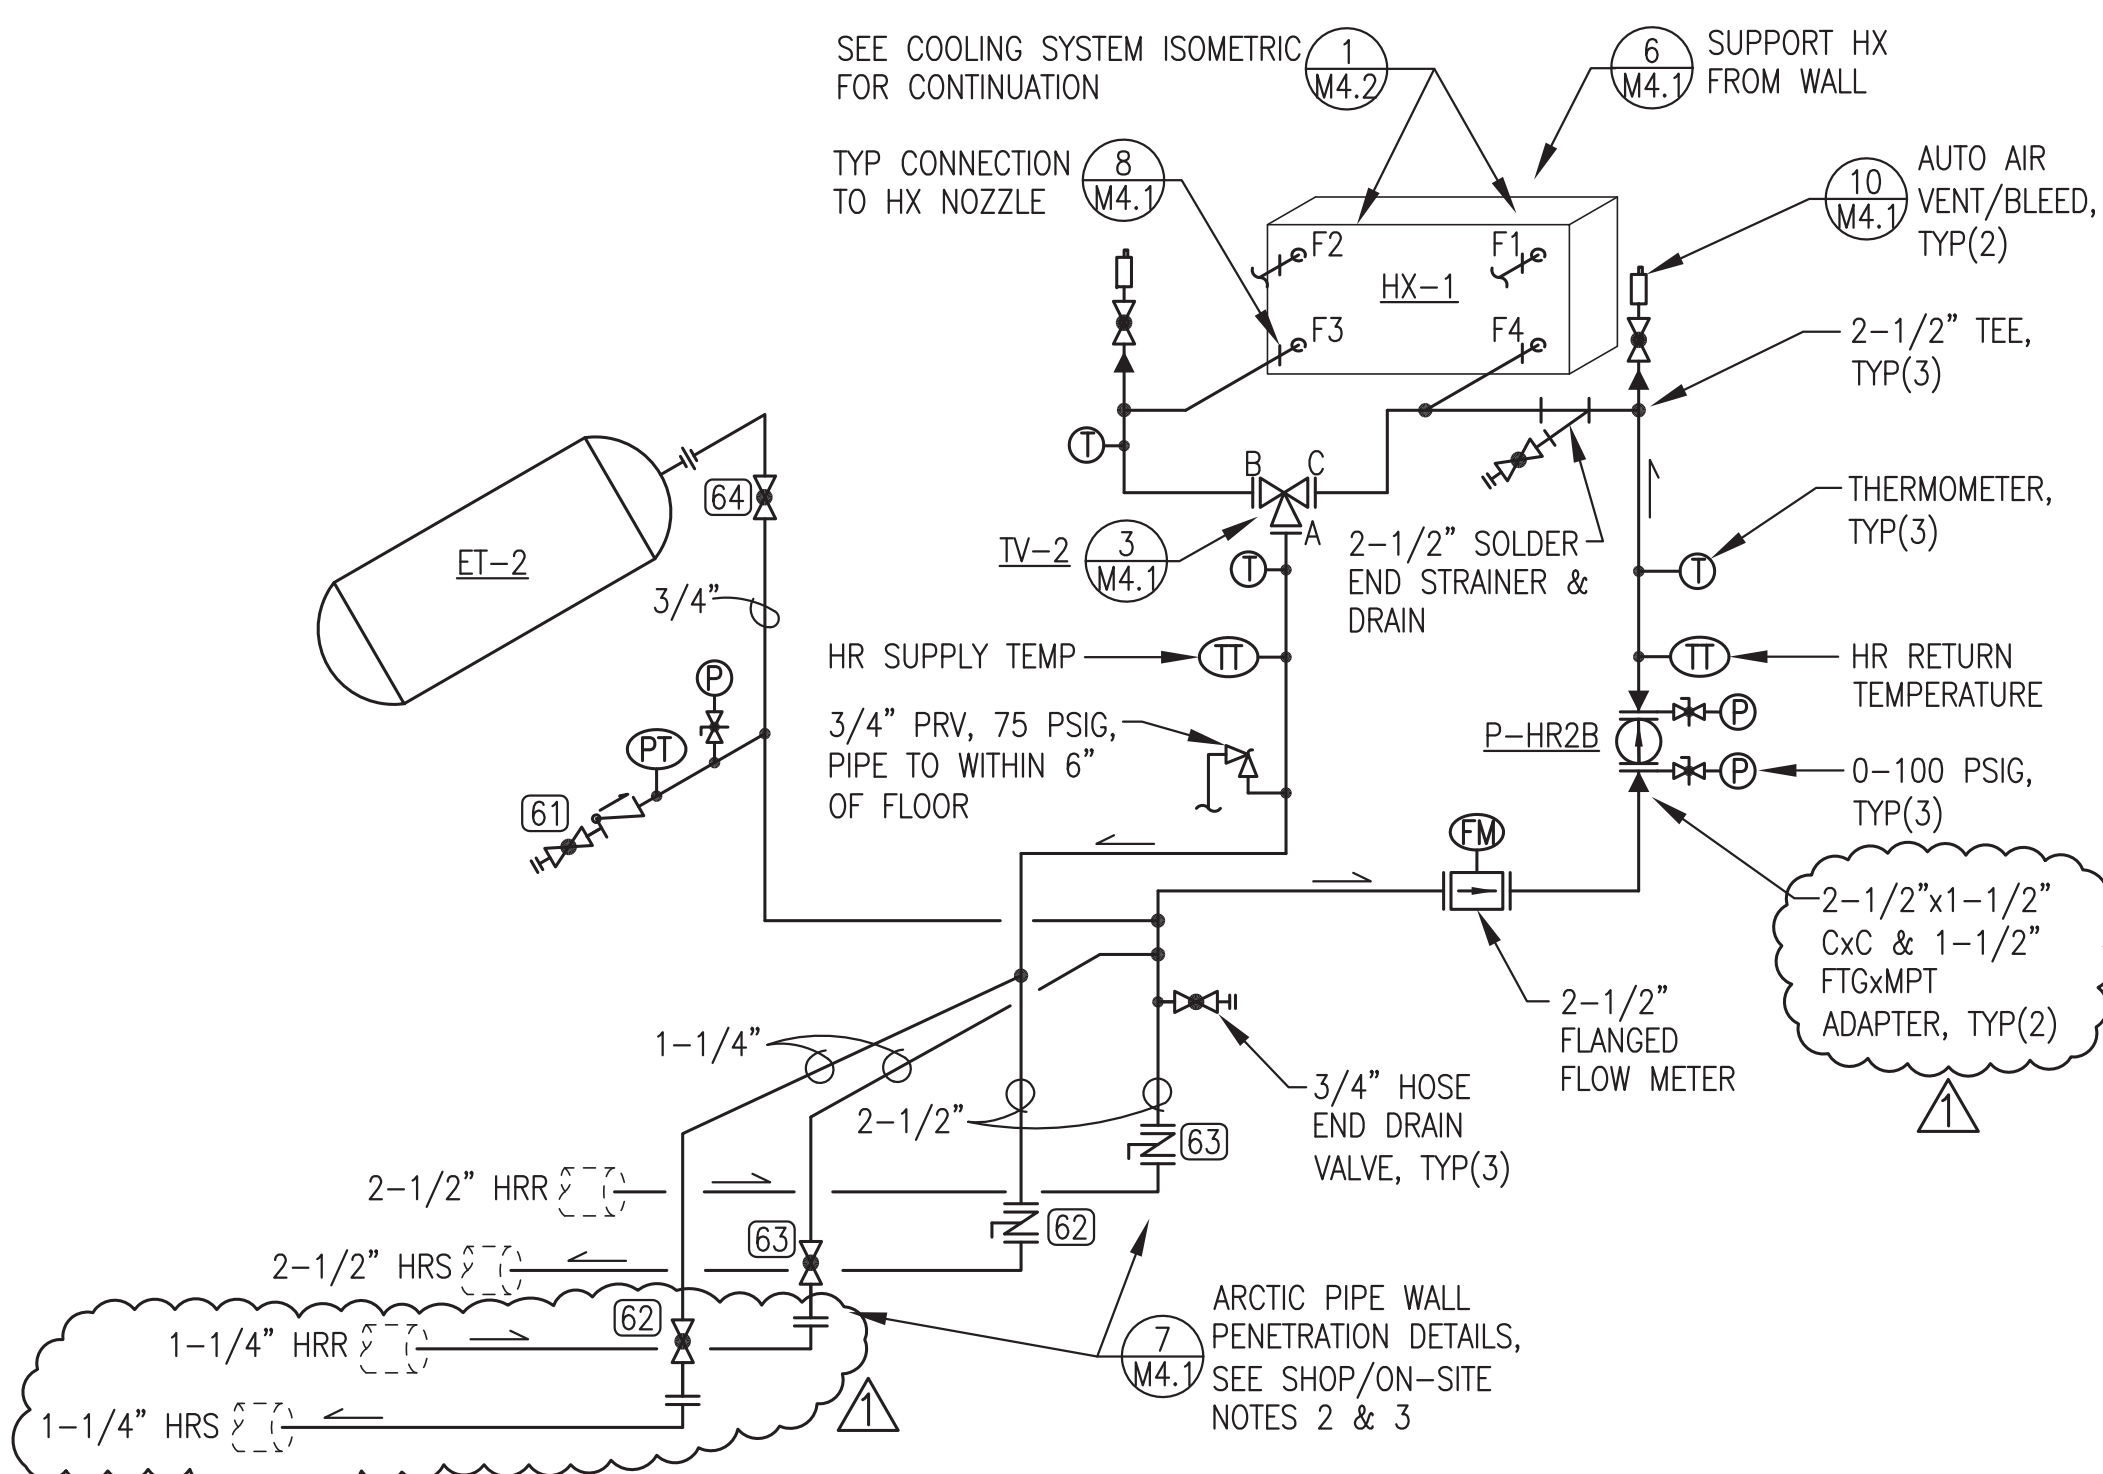 SEE COOLING SYSTEM ISOMETRIC
FOR CONTINUATION
1
M4.2
6
M4.1
SUPPORT HX
FROM WALL
TYP CONNECTION
TO HX NOZZLE
8
M4.1
10
M4.1
AUTO AIR
VENT/BLEED,
TYP(2)
F2
F1
HX-1
F3
F4
2-1/2" TEE,
TYP(3)
T
B
C
A
64
ET-2
3/4"
TV-2
3
M4.1
T
2-1/2" SOLDER
END STRAINER &
DRAIN
THERMOMETER,
TYP(3)
T
HR SUPPLY TEMP
TT
TT
HR RETURN
TEMPERATURE
P
PT
61
3/4" PRV, 75 PSIG,
PIPE TO WITHIN 6"
OF FLOOR
P-HR2B
P
P
0-100 PSIG,
TYP(3)
FM
2-1/2"x1-1/2"
CxC & 1-1/2"
FTGxMPT
ADAPTER, TYP(2)
1
2-1/2"
FLANGED
FLOW METER
1-1/4"
2-1/2"
3/4" HOSE
END DRAIN
VALVE, TYP(3)
63
2-1/2" HRR
62
63
2-1/2" HRS
62
1-1/4" HRR
1-1/4" HRS
1
7
M4.1
ARCTIC PIPE WALL
PENETRATION DETAILS,
SEE SHOP/ON-SITE
NOTES 2 & 3